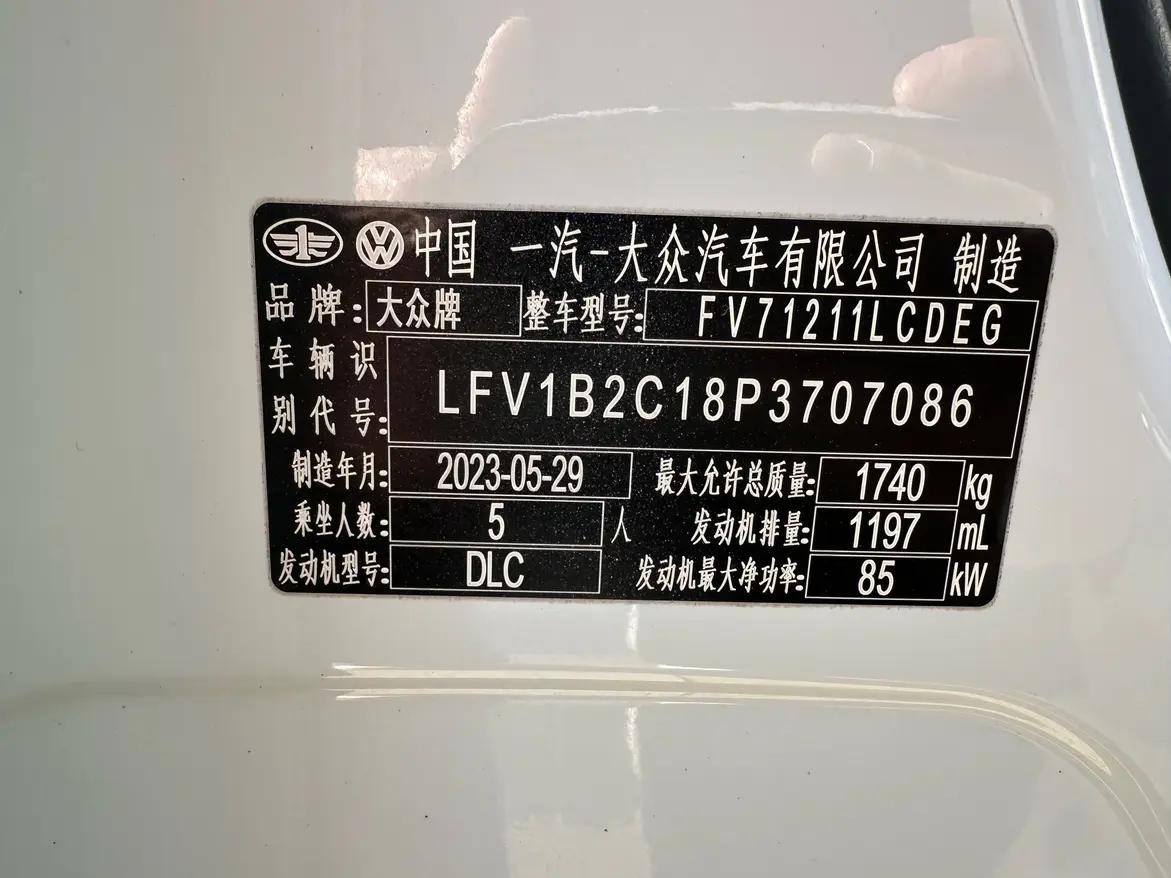 中国 一汽-大众汽车有限公司 制造
品牌: 大众牌 整车型号: FV71211LCDEG
车辆识别代号: LFV1B2C18P3707086
制造年月: 2023-05-29 最大允许总质量: 1740 kg
乘坐人数: 5 人 发动机排量: 1197 mL
发动机型号: DLC 发动机最大净功率: 85 kW